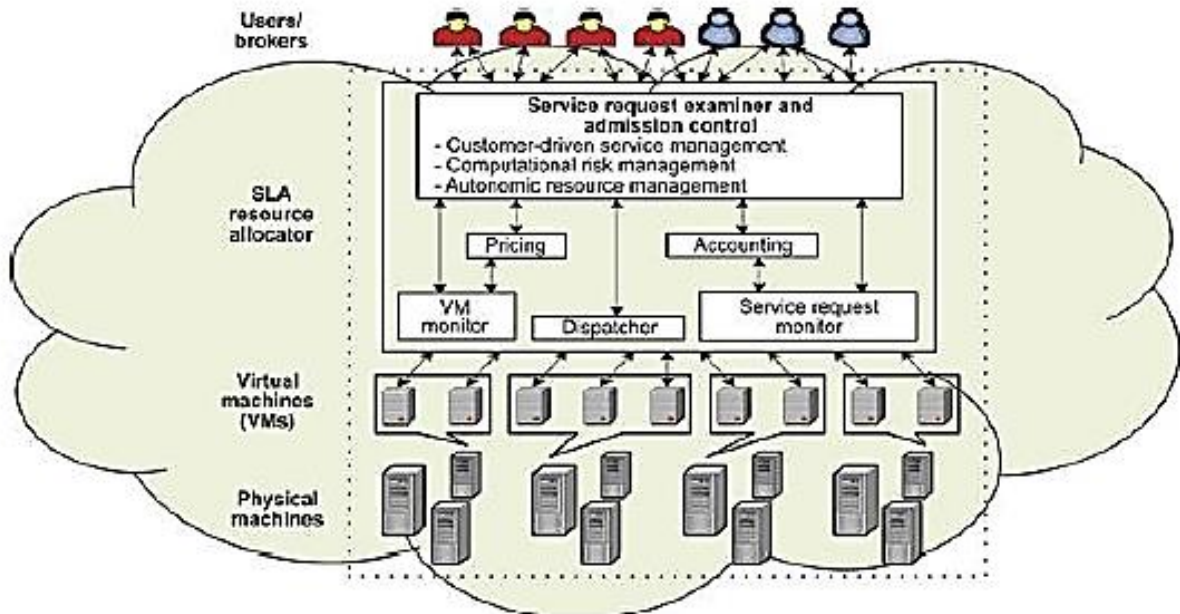 Users/
brokers
Service request examiner and
admission control
- Customer-driven service management
- Computational risk management
- Autonomic resource management
SLA
resource
allocator
Pricing
Accounting
VM
monitor
Dispatcher
Service request
monitor
Virtual
machines
(VMs)
Physical
machines